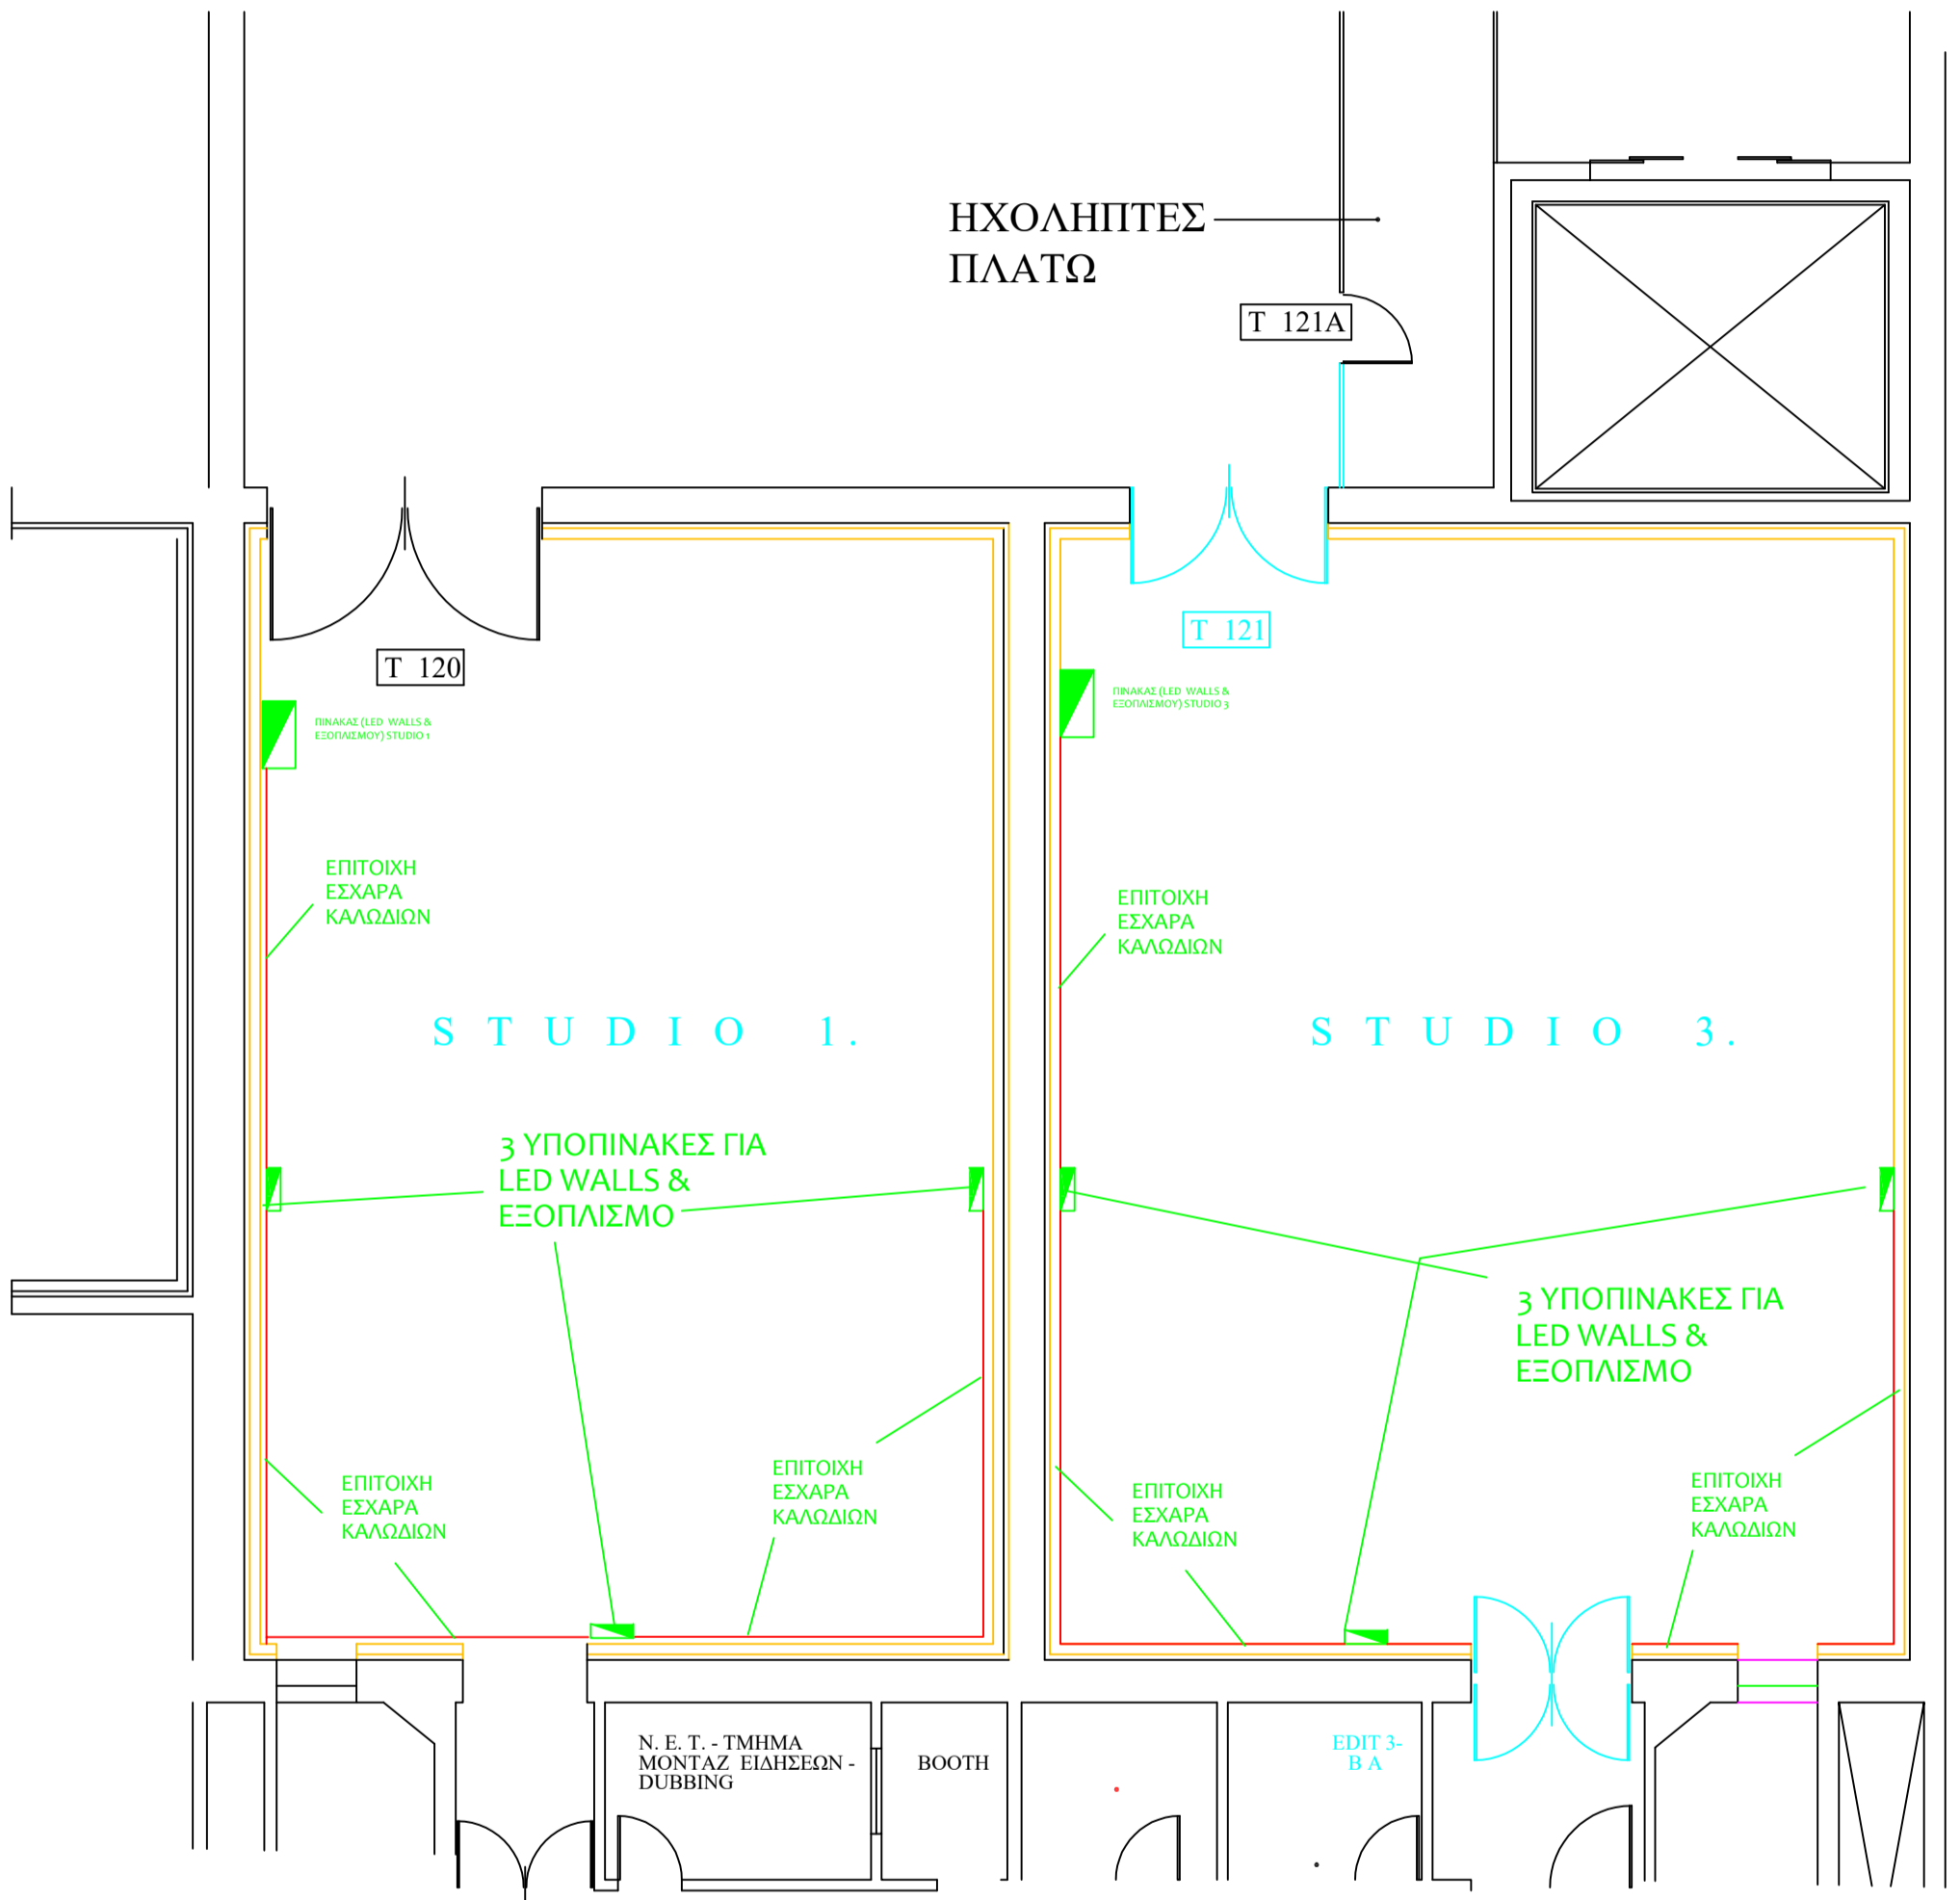 ΗΧΟΛΗΠΤΕΣ
ΠΛΑΤΩ
T 121A
T 120
T 121
ΠΙΝΑΚΑΣ (LED WALLS &
ΕΞΟΠΛΙΣΜΟΥ) STUDIO 1
ΠΙΝΑΚΑΣ (LED WALLS &
ΕΞΟΠΛΙΣΜΟΥ) STUDIO 3
ΕΠΙΤΟΙΧΗ
ΕΣΧΑΡΑ
ΚΑΛΩΔΙΩΝ
ΕΠΙΤΟΙΧΗ
ΕΣΧΑΡΑ
ΚΑΛΩΔΙΩΝ
STUDIO 1.
STUDIO 3.
3 ΥΠΟΠΙΝΑΚΕΣ ΓΙΑ
LED WALLS &
ΕΞΟΠΛΙΣΜΟ
3 ΥΠΟΠΙΝΑΚΕΣ ΓΙΑ
LED WALLS &
ΕΞΟΠΛΙΣΜΟ
ΕΠΙΤΟΙΧΗ
ΕΣΧΑΡΑ
ΚΑΛΩΔΙΩΝ
ΕΠΙΤΟΙΧΗ
ΕΣΧΑΡΑ
ΚΑΛΩΔΙΩΝ
ΕΠΙΤΟΙΧΗ
ΕΣΧΑΡΑ
ΚΑΛΩΔΙΩΝ
ΕΠΙΤΟΙΧΗ
ΕΣΧΑΡΑ
ΚΑΛΩΔΙΩΝ
Ν. Ε. Τ. - ΤΜΗΜΑ
ΜΟΝΤΑΖ ΕΙΔΗΣΕΩΝ -
DUBBING
BOOTH
EDIT 3-
B A